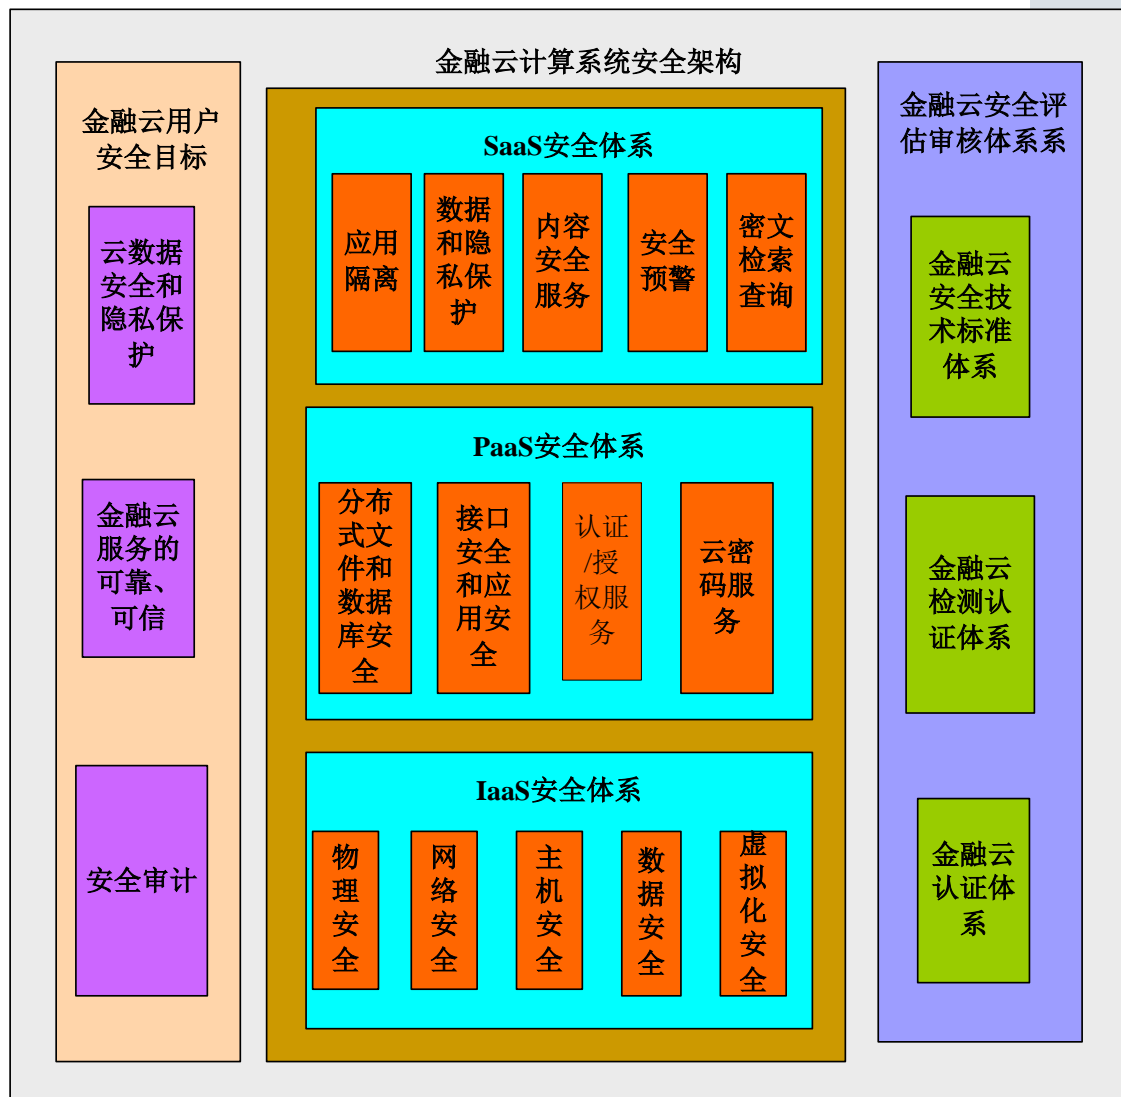 金融云计算系统安全架构
金融云用户
安全目标
云数据
安全和
隐私保
护
金融云
服务的
可靠、
可信
安全审计
SaaS安全体系
应用
隔离
数据
和隐
私保
护
内容
安全
服务
安全
预警
密文
检索
查询
PaaS安全体系
分布
式文
件和
数据
库安
全
接口
安全
和应
用安
全
认证
/授
权服
务
云密
码服
务
IaaS安全体系
物
理
安
全
网
络
安
全
主
机
安
全
数
据
安
全
虚
拟
化
安
全
金融云安全评
估审核体系系
金融云
安全技
术标准
体系
金融云
检测认
证体系
金融云
认证体
系